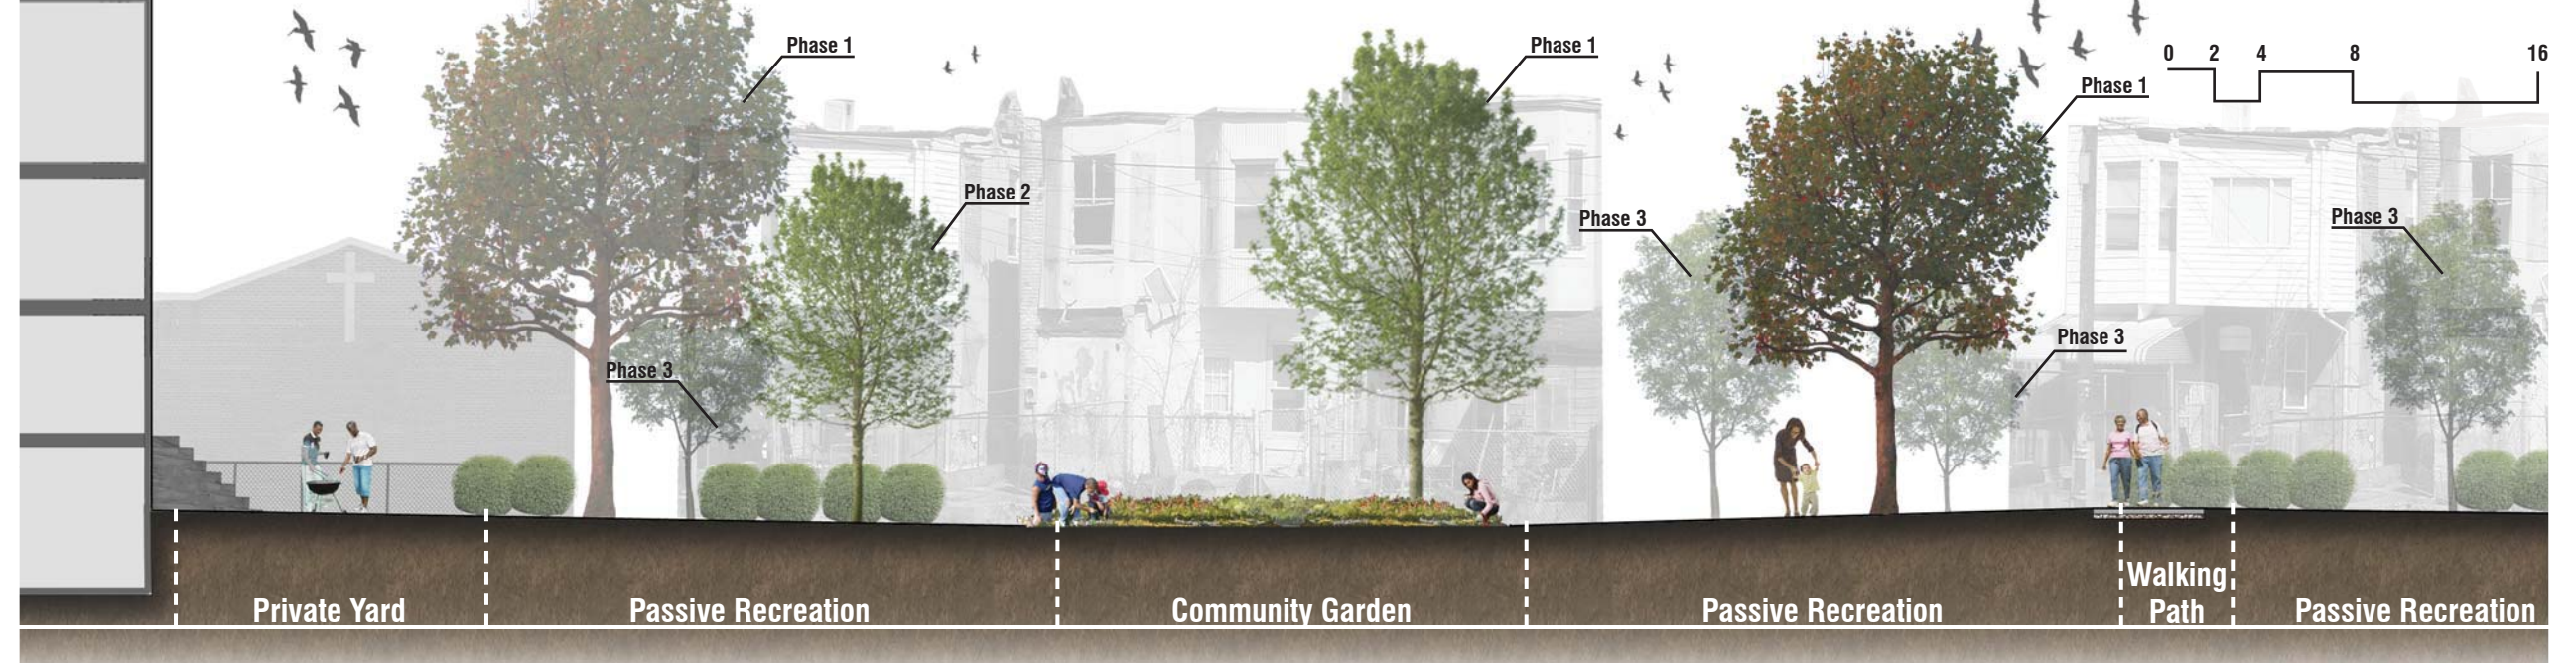 Phase 1
Phase 1
0 2 4 8 16
Phase 1
Phase 2
Phase 3
Phase 3
Phase 3
Phase 3
Private Yard
Passive Recreation
Community Garden
Passive Recreation
Walking
Path
Passive Recreation